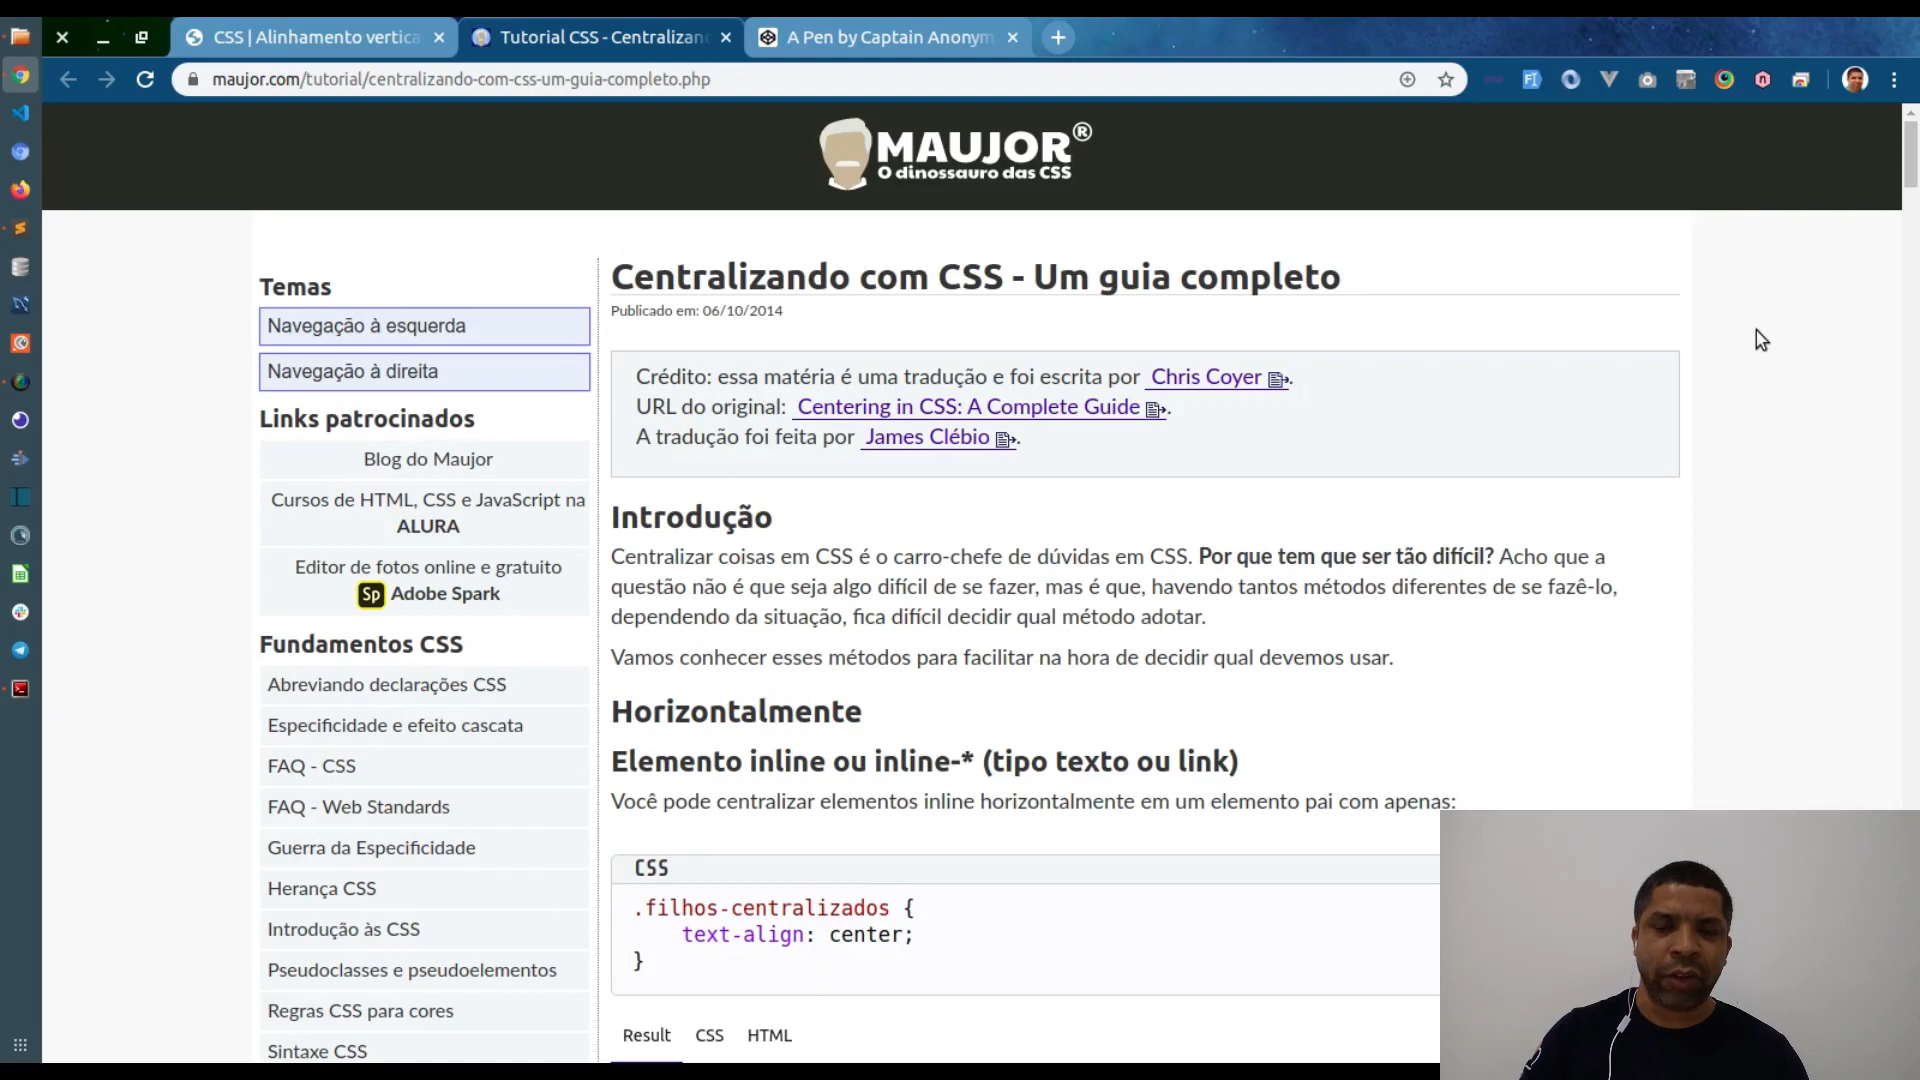 CSS | Alinhamento vertica
Tutorial CSS - Centralizan
A Pen by Captain Anonym
maujor.com/tutorial/centralizando-com-css-um-guia-completo.php
MAUJOR®
O dinossauro das CSS
Temas
Navegação à esquerda
Navegação à direita
Links patrocinados
Blog do Maujor
Cursos de HTML, CSS e JavaScript na
ALURA
Editor de fotos online e gratuito
Sp Adobe Spark
Fundamentos CSS
Abreviando declarações CSS
Especificidade e efeito cascata
FAQ - CSS
FAQ - Web Standards
Guerra da Especificidade
Herança CSS
Introdução às CSS
Pseudoclasses e pseudoelementos
Regras CSS para cores
Sintaxe CSS
Centralizando com CSS - Um guia completo
Publicado em: 06/10/2014
Crédito: essa matéria é uma tradução e foi escrita por Chris Coyer.
URL do original: Centering in CSS: A Complete Guide.
A tradução foi feita por James Clébio.
Introdução
Centralizar coisas em CSS é o carro-chefe de dúvidas em CSS. Por que tem que ser tão difícil? Acho que a
questão não é que seja algo difícil de se fazer, mas é que, havendo tantos métodos diferentes de se fazê-lo,
dependendo da situação, fica difícil decidir qual método adotar.
Vamos conhecer esses métodos para facilitar na hora de decidir qual devemos usar.
Horizontalmente
Elemento inline ou inline-* (tipo texto ou link)
Você pode centralizar elementos inline horizontalmente em um elemento pai com apenas:
CSS
.filhos-centralizados {
text-align: center;
}
Result CSS HTML